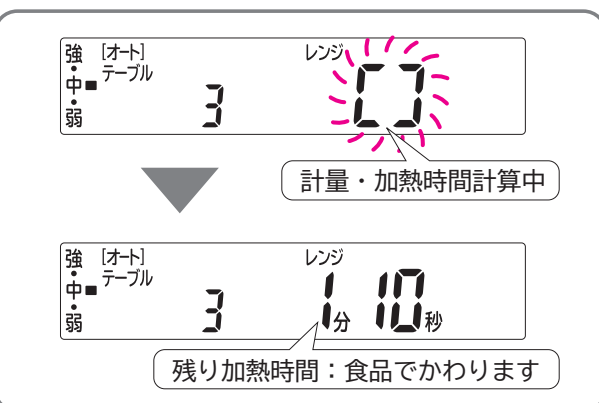 強・中・弱
[オート]
テーブル
3
レンジ
計量・加熱時間計算中
強・中・弱
[オート]
テーブル
3
レンジ
1分 10秒
残り加熱時間：食品でかわります